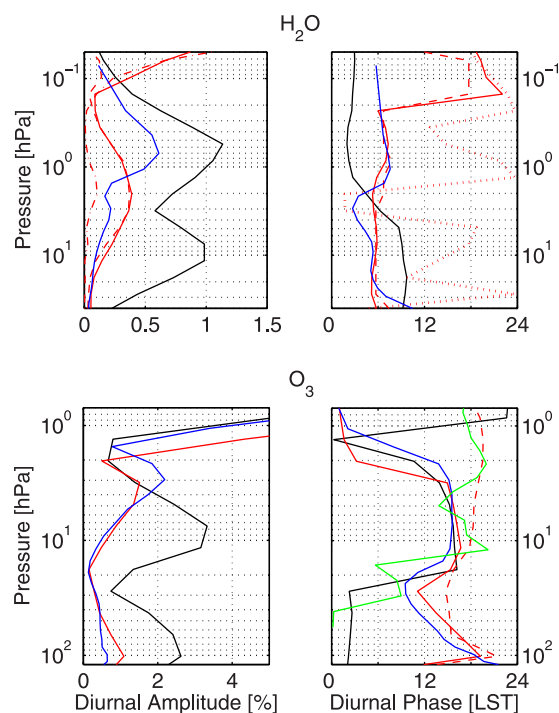 H₂O
Pressure [hPa]
10⁻¹
10⁰
10¹
0 0.5 1 1.5
0 12 24
10⁻¹
10⁰
10¹
O₃
Pressure [hPa]
10⁰
10¹
10²
0 2 4
Diurnal Amplitude [%]
0 12 24
Diurnal Phase [LST]
10⁰
10¹
10²